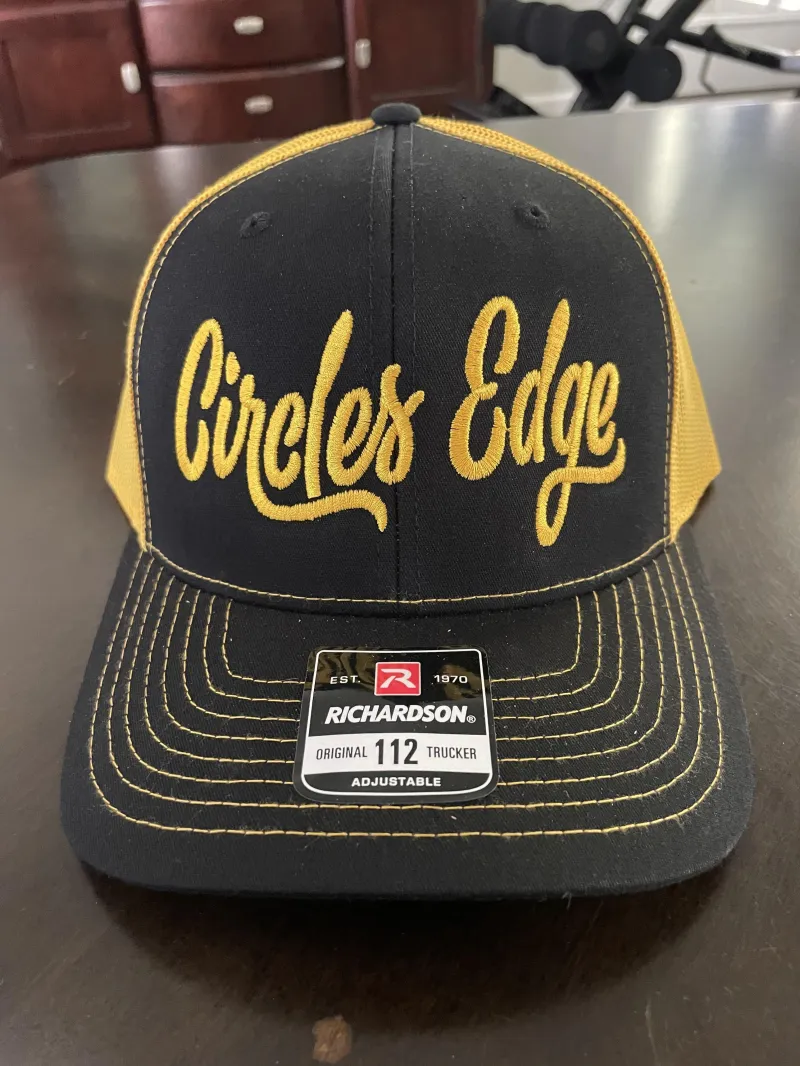 Circles Edge
EST. R 1970
RICHARDSON®
ORIGINAL 112 TRUCKER
ADJUSTABLE